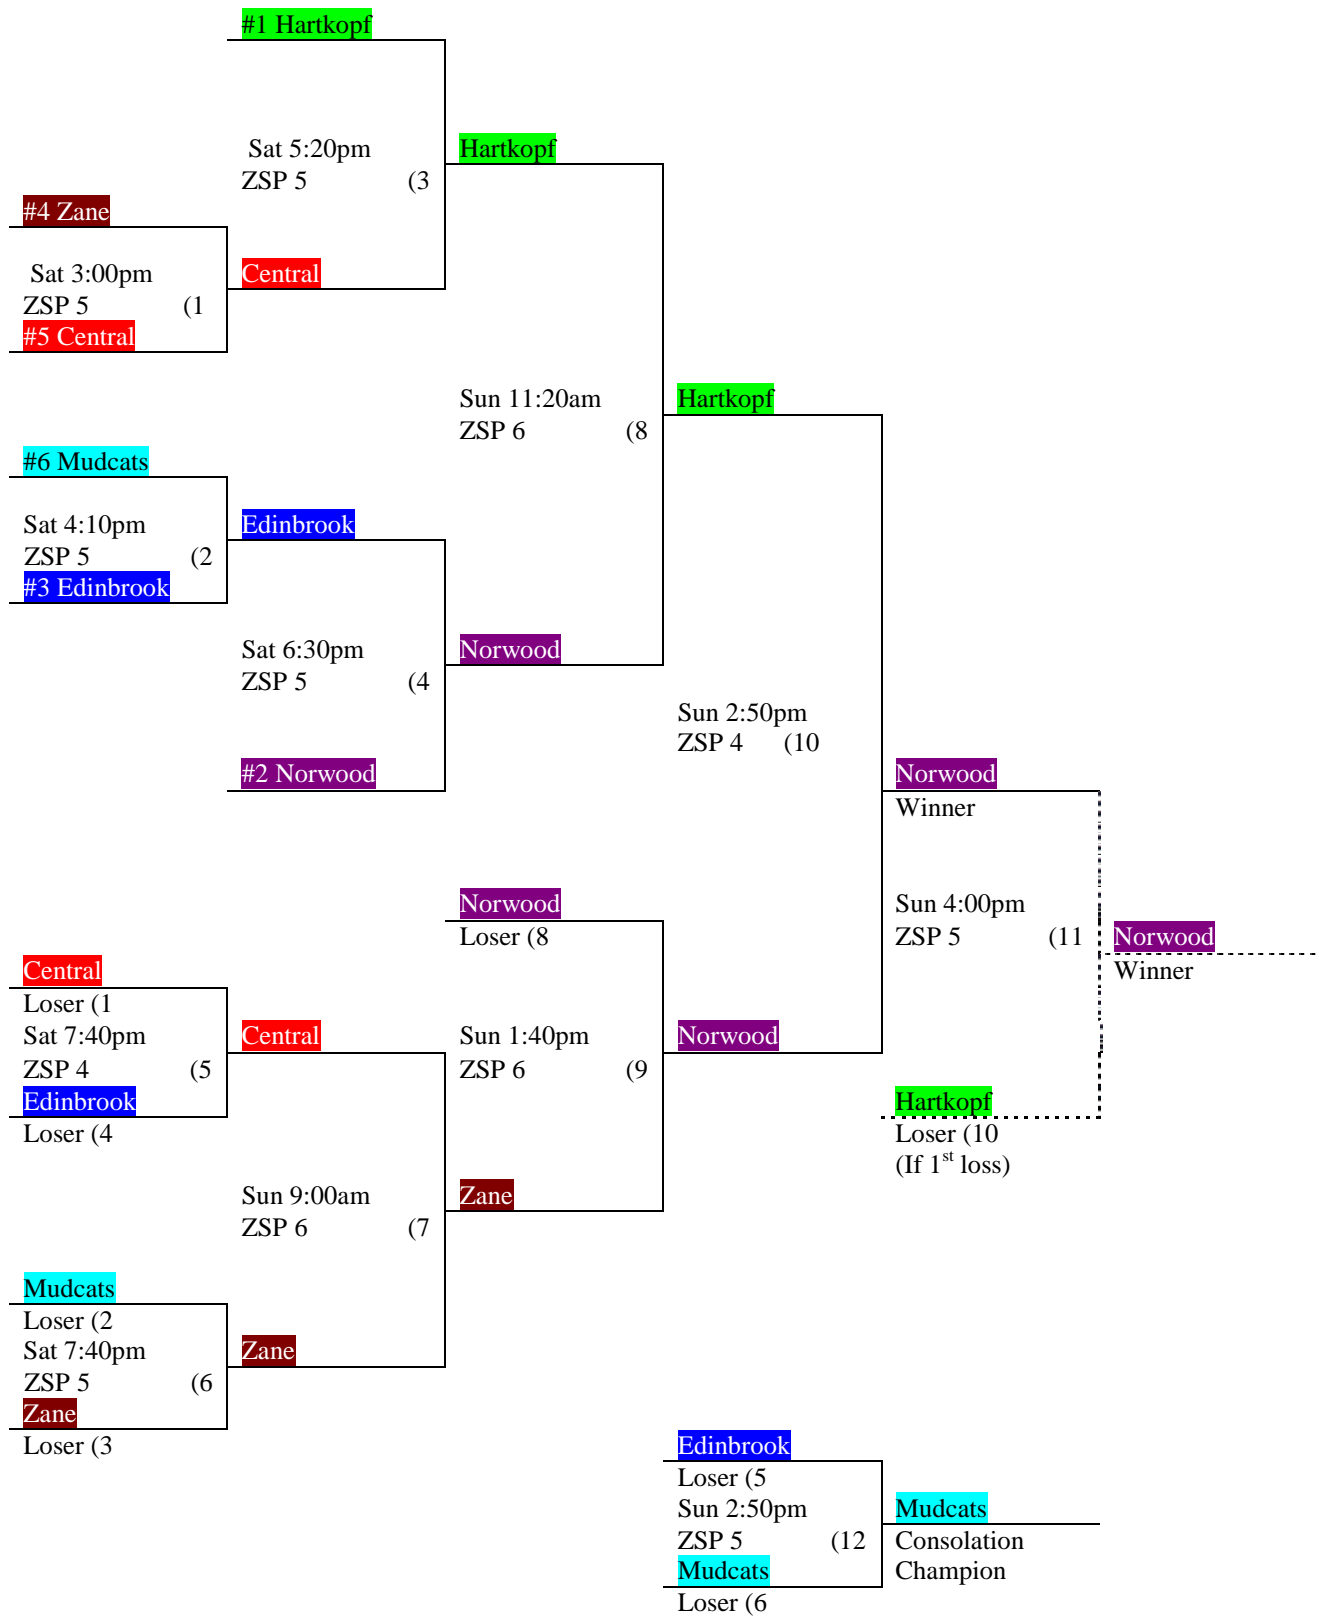 #1 Hartkopf
Sat 5:20pm
ZSP 5 (3
Hartkopf
#4 Zane
Sat 3:00pm
ZSP 5 (1
#5 Central
Central
Sun 11:20am
ZSP 6 (8
Hartkopf
#6 Mudcats
Sat 4:10pm
ZSP 5 (2
#3 Edinbrook
Edinbrook
Sat 6:30pm
ZSP 5 (4
Norwood
#2 Norwood
Sun 2:50pm
ZSP 4 (10
Norwood
Winner
Norwood
Loser (8
Sun 4:00pm
ZSP 5 (11
Norwood
Winner
Central
Loser (1
Sat 7:40pm
ZSP 4 (5
Edinbrook
Loser (4
Central
Sun 1:40pm
ZSP 6 (9
Norwood
Hartkopf
Loser (10
(If 1st loss)
Sun 9:00am
ZSP 6 (7
Zane
Mudcats
Loser (2
Sat 7:40pm
ZSP 5 (6
Zane
Loser (3
Zane
Edinbrook
Loser (5
Sun 2:50pm
ZSP 5 (12
Mudcats
Loser (6
Mudcats
Consolation
Champion